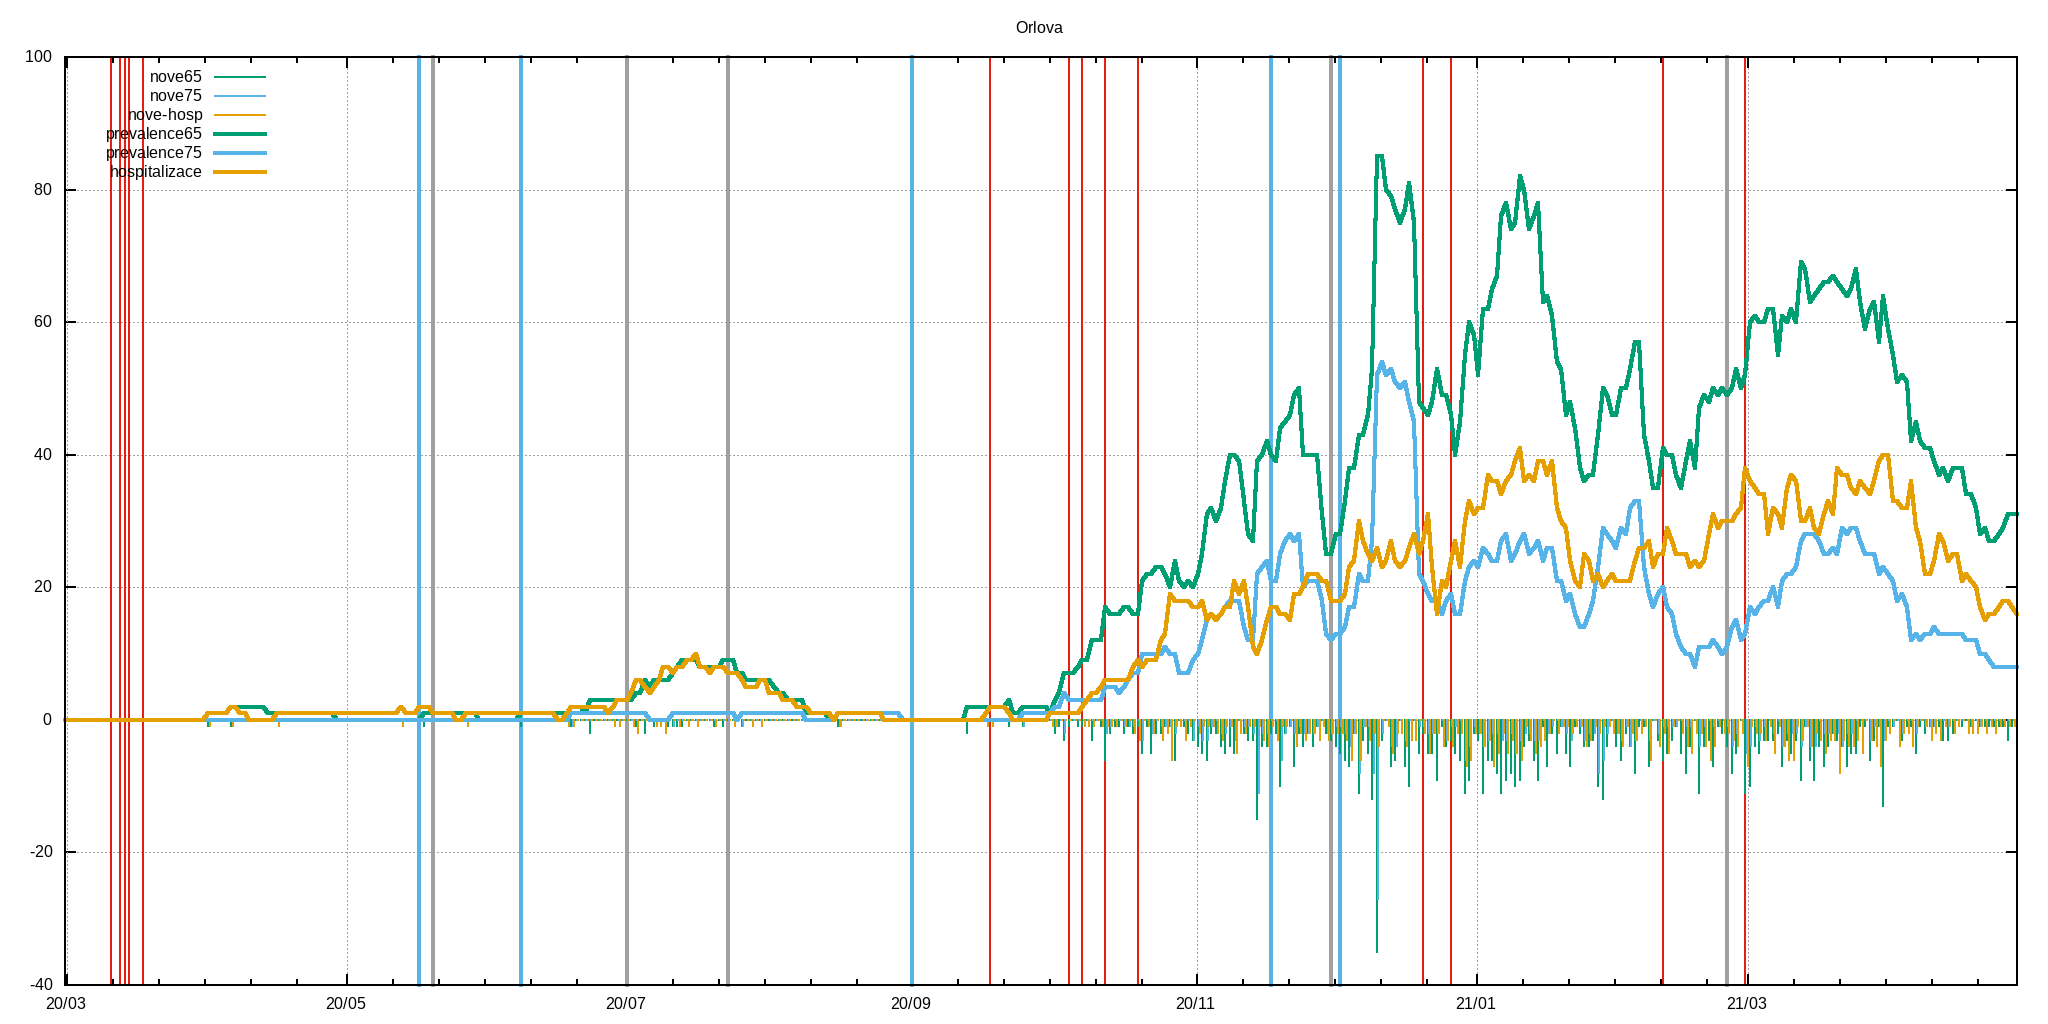 Orlova
100
nove65
nove75
nove-hosp
prevalence65
prevalence75
hospitalizace
80
60
40
20
0
-20
-40
20/03 20/05 20/07 20/09 20/11 21/01 21/03